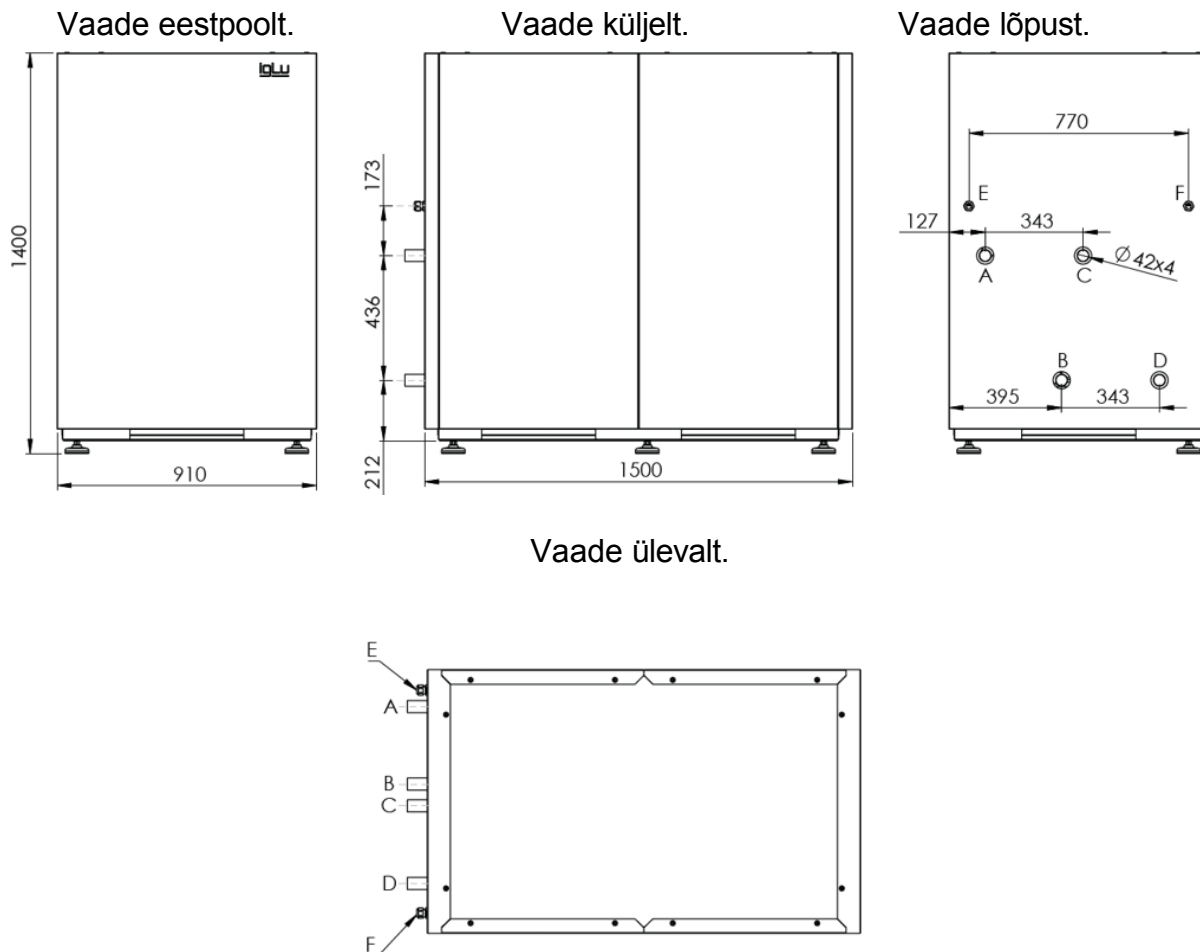 Vaade eestpoolt.
Vaade küljelt.
Vaade lõpust.
igLu
1400
910
173
436
212
1500
770
E
F
127
343
A
C
Ø 42x4
B
D
395
343
Vaade ülevalt.
E
A
B
C
D
F